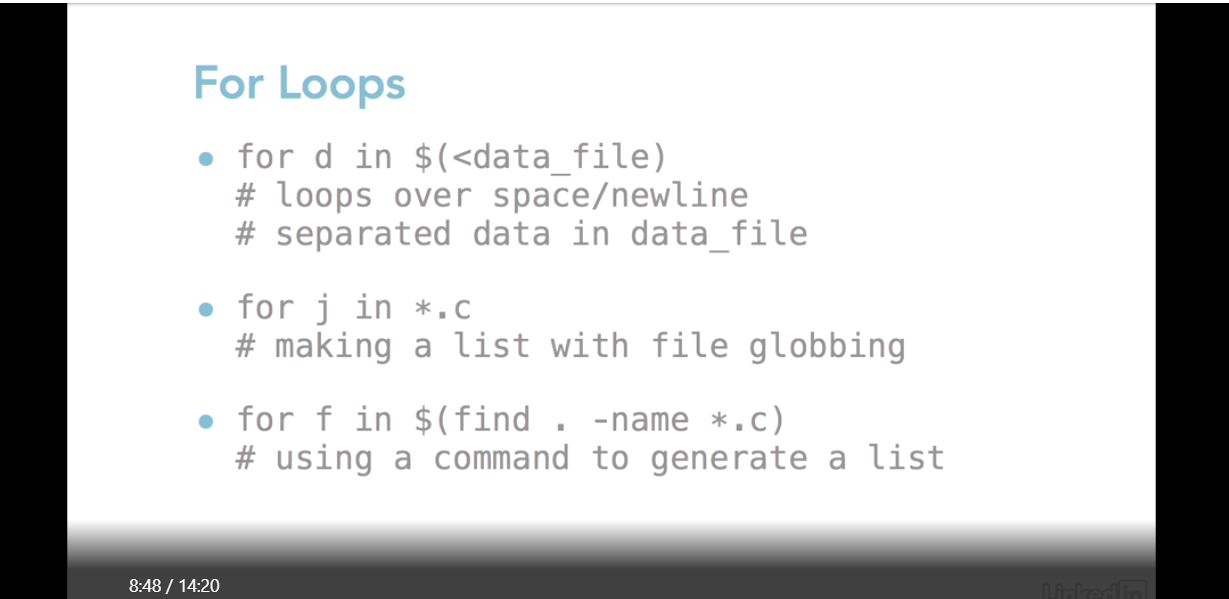 For Loops
• for d in $(<data_file)
# loops over space/newline
# separated data in data_file
• for j in *.c
# making a list with file globbing
• for f in $(find . -name *.c)
# using a command to generate a list
8:48 / 14:20
LinkedIn